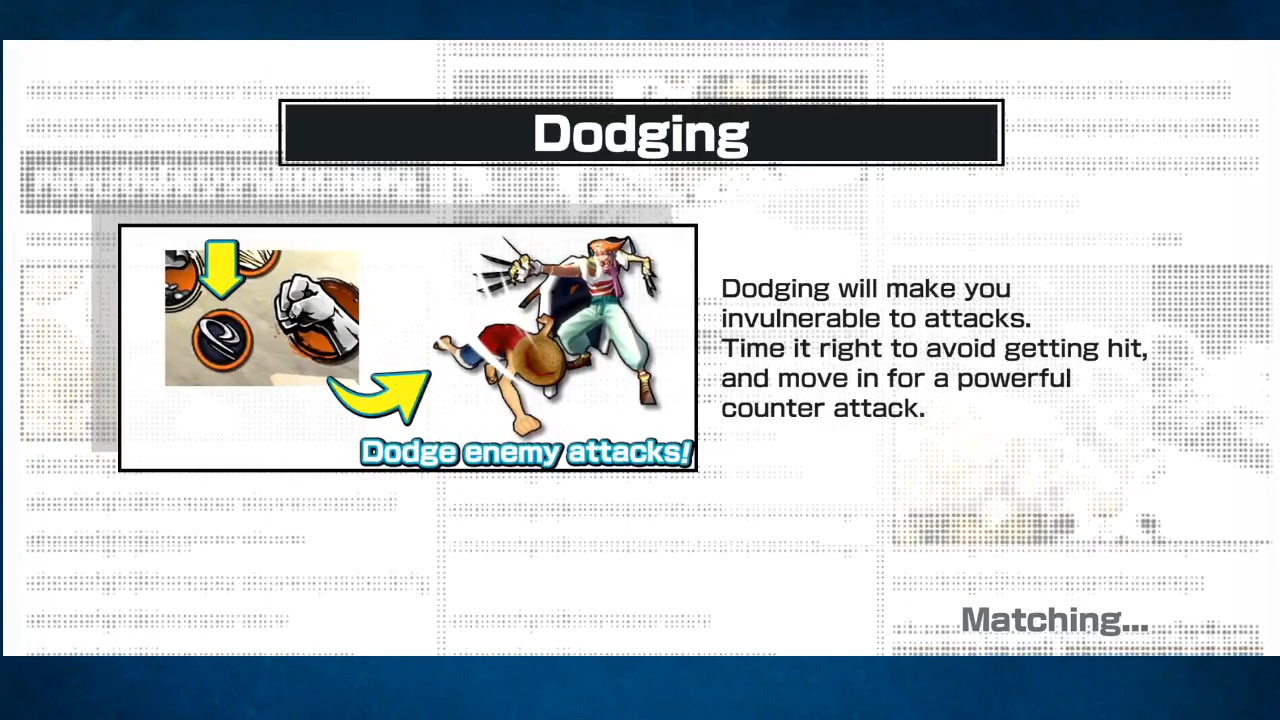 Dodging
Dodging will make you
invulnerable to attacks.
Time it right to avoid getting hit,
and move in for a powerful
counter attack.
Dodge enemy attacks!
Matching...